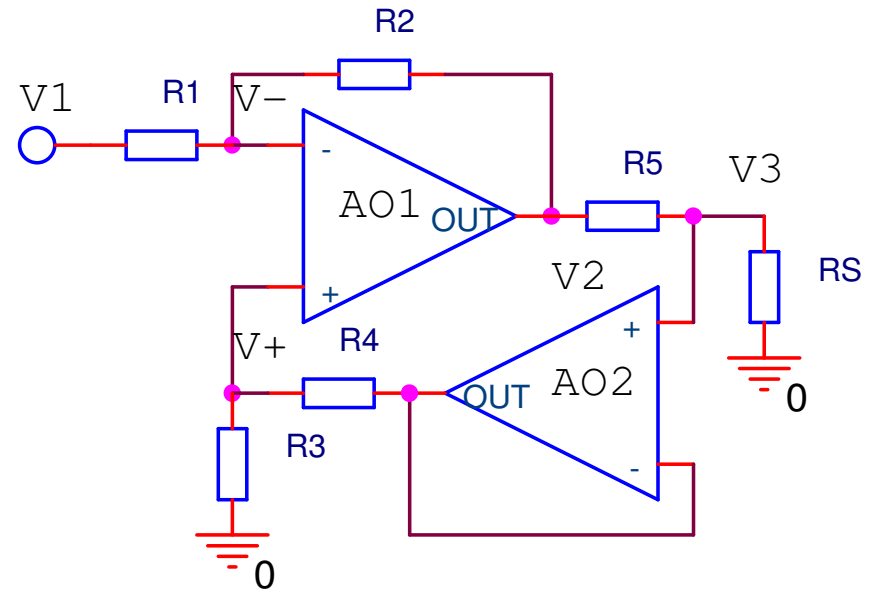 R2
V1
R1
V-
-
AO1
OUT
R5
V3
+
V2
RS
V+
R4
+
AO2
OUT
0
R3
-
0